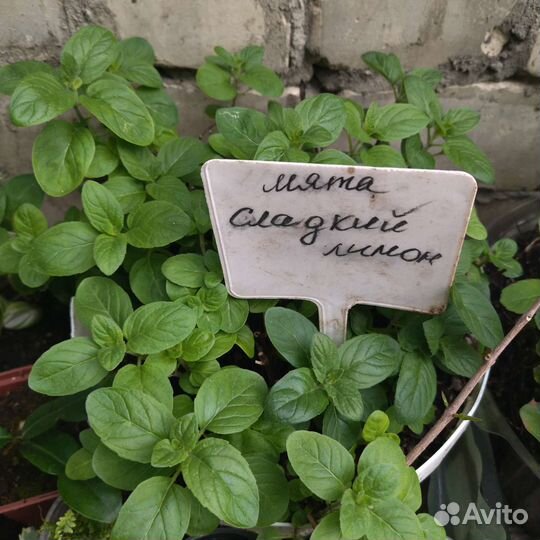 мята
сладкий
лимон
Avito